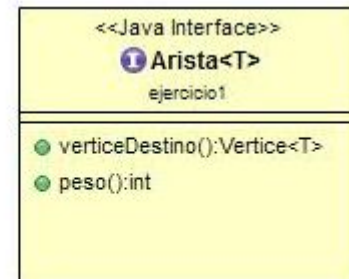 <<Java Interface>>
I Arista<T>
ejercicio1
verticeDestino():Vertice<T>
peso():int